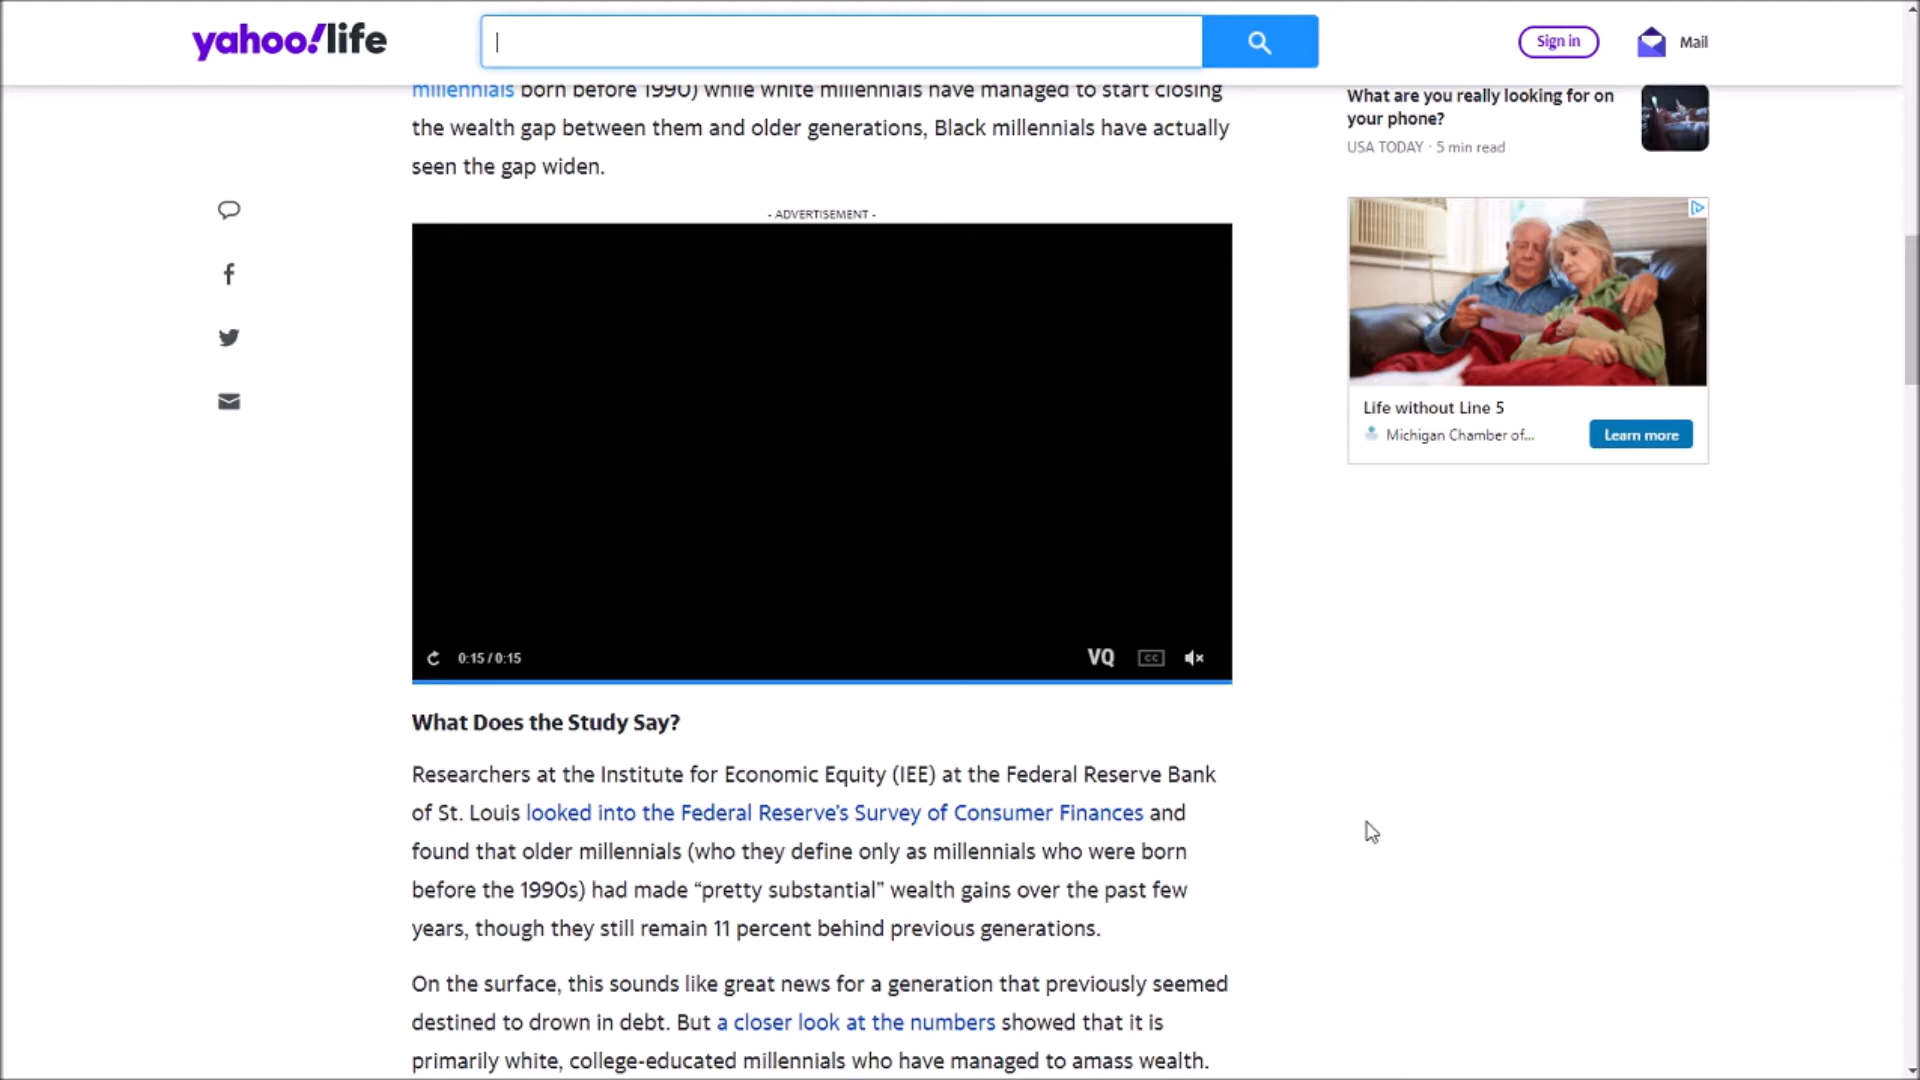 yahoo!life
Sign in
Mail
millennials born before 1990) while white millennials have managed to start closing
the wealth gap between them and older generations, Black millennials have actually
seen the gap widen.
- ADVERTISEMENT -
0:15 / 0:15
VQ
CC
What Does the Study Say?
Researchers at the Institute for Economic Equity (IEE) at the Federal Reserve Bank
of St. Louis looked into the Federal Reserve’s Survey of Consumer Finances and
found that older millennials (who they define only as millennials who were born
before the 1990s) had made “pretty substantial” wealth gains over the past few
years, though they still remain 11 percent behind previous generations.
On the surface, this sounds like great news for a generation that previously seemed
destined to drown in debt. But a closer look at the numbers showed that it is
primarily white, college-educated millennials who have managed to amass wealth.
What are you really looking for on
your phone?
USA TODAY · 5 min read
Life without Line 5
Michigan Chamber of...
Learn more